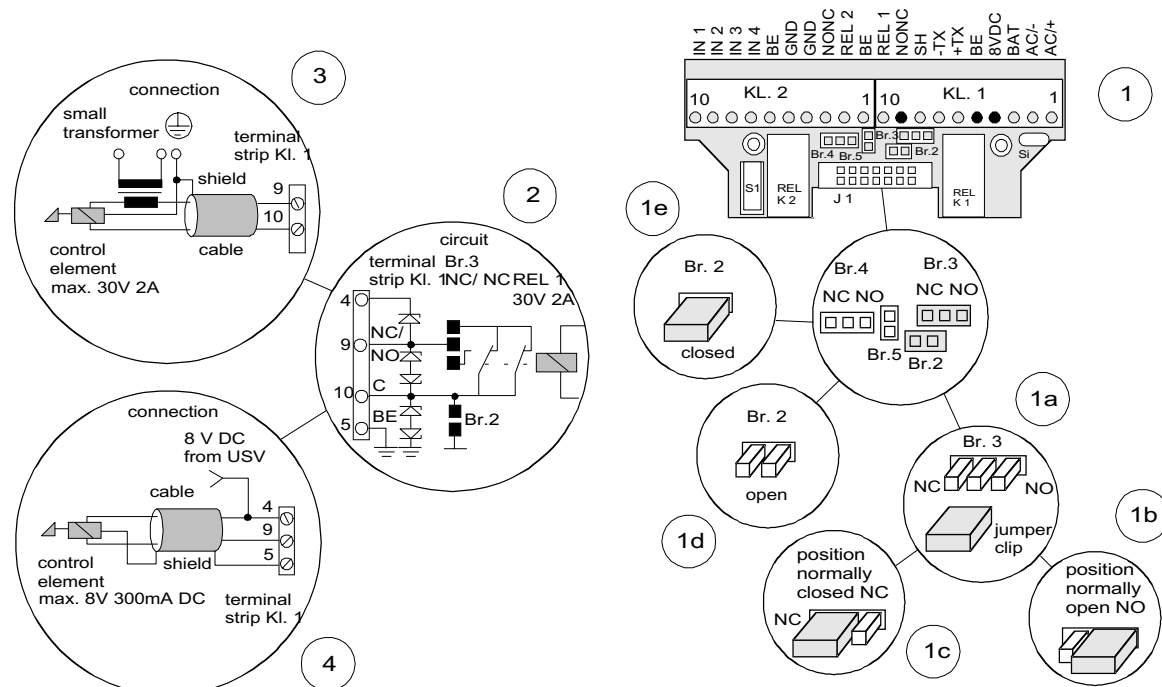 3
connection
small
transformer
terminal
strip Kl. 1
shield
9
10
cable
control
element
max. 30V 2A
2
circuit
terminal Br.3
strip Kl. 1 NC/ NC REL 1
30V 2A
4
NC/
9
NO
10 C
BE
5
Br.2
connection
8 V DC
from USV
cable
4
9
5
shield
control
element
max. 8V 300mA DC
terminal
strip Kl. 1
4
IN 1
IN 2
IN 3
IN 4
BE
GND
GND
NONC
REL 2
BE
REL 1
NONC
SH
-TX
+TX
BE
8VDC
BAT
AC/-
AC/+
1
10 KL. 2 1 10 KL. 1 1
Br.4 Br.5 Br.3 Br.2 Si
S1
REL
K 2
J 1
REL
K 1
1e
Br. 2
closed
Br.4 Br.3
NC NO NC NO
Br.5 Br.2
1d
Br. 2
open
1a
Br. 3
NC NO
jumper
clip
1c
position
normally
closed NC
NC
1b
position
normally
open NO